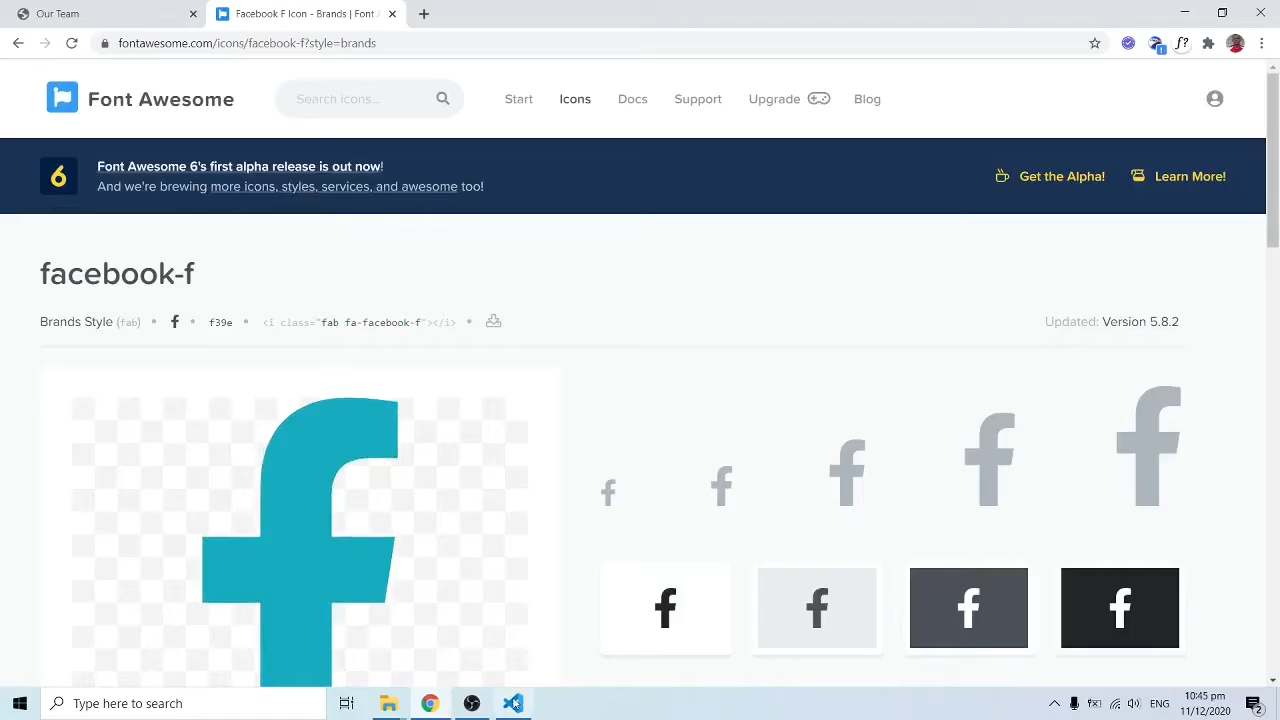 Our Team
Facebook F Icon - Brands | Font A
fontawesome.com/icons/facebook-f?style=brands
Font Awesome
Search icons...
Start
Icons
Docs
Support
Upgrade
Blog
6
Font Awesome 6's first alpha release is out now!
And we're brewing more icons, styles, services, and awesome too!
Get the Alpha!
Learn More!
facebook-f
Brands Style (fab)
f39e
<i class="fab fa-facebook-f"></i>
Updated: Version 5.8.2
Type here to search
ENG
10:45 pm
11/12/2020
2